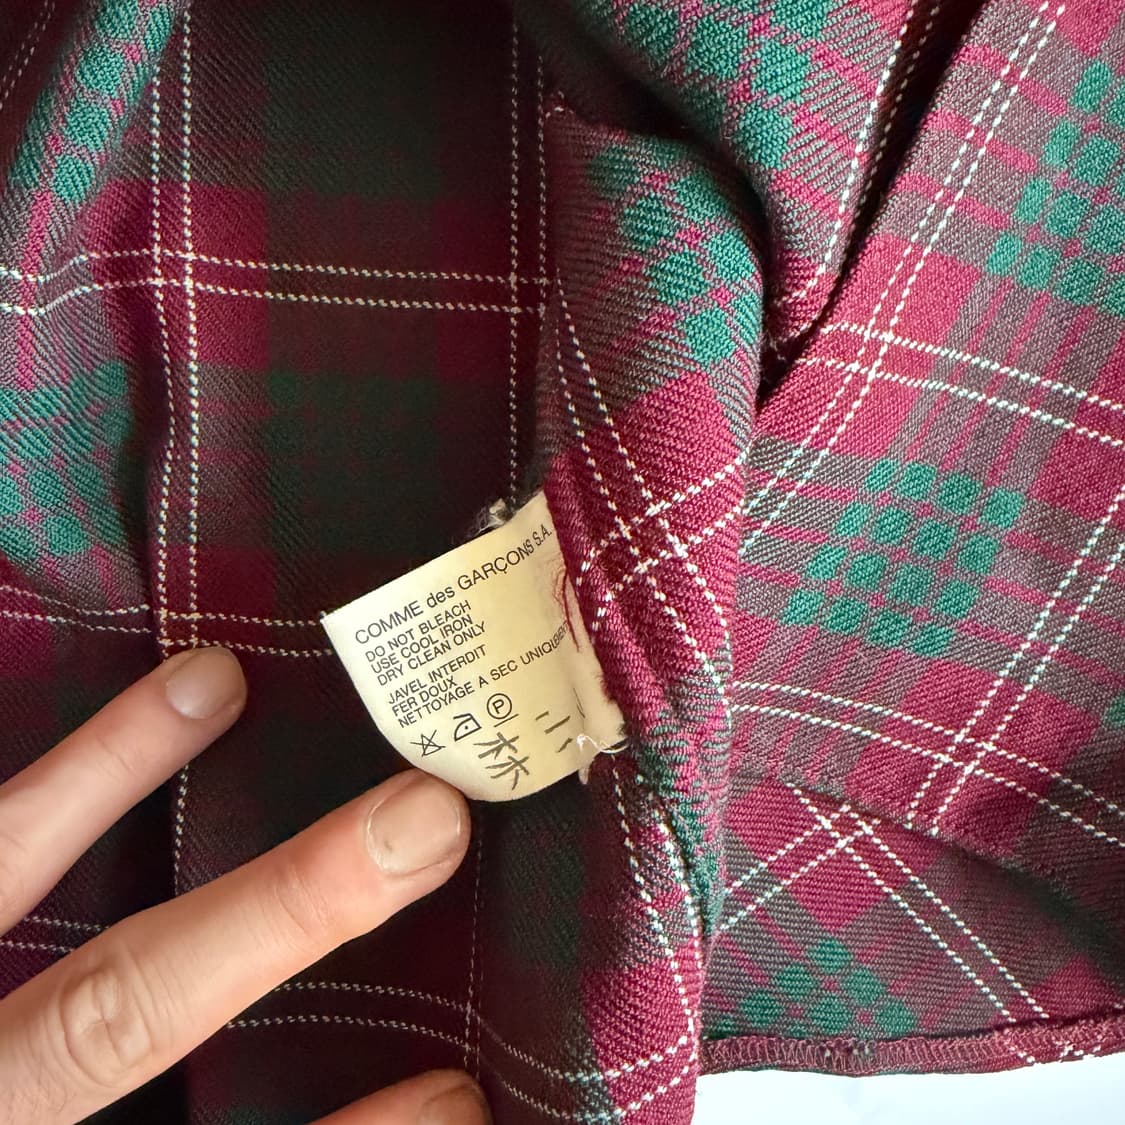 COMME des GARÇONS S.A.
DO NOT BLEACH
USE COOL IRON
DRY CLEAN ONLY
JAVEL INTERDIT
FER DOUX
NETTOYAGE A SEC UNIQUEMENT
P
林